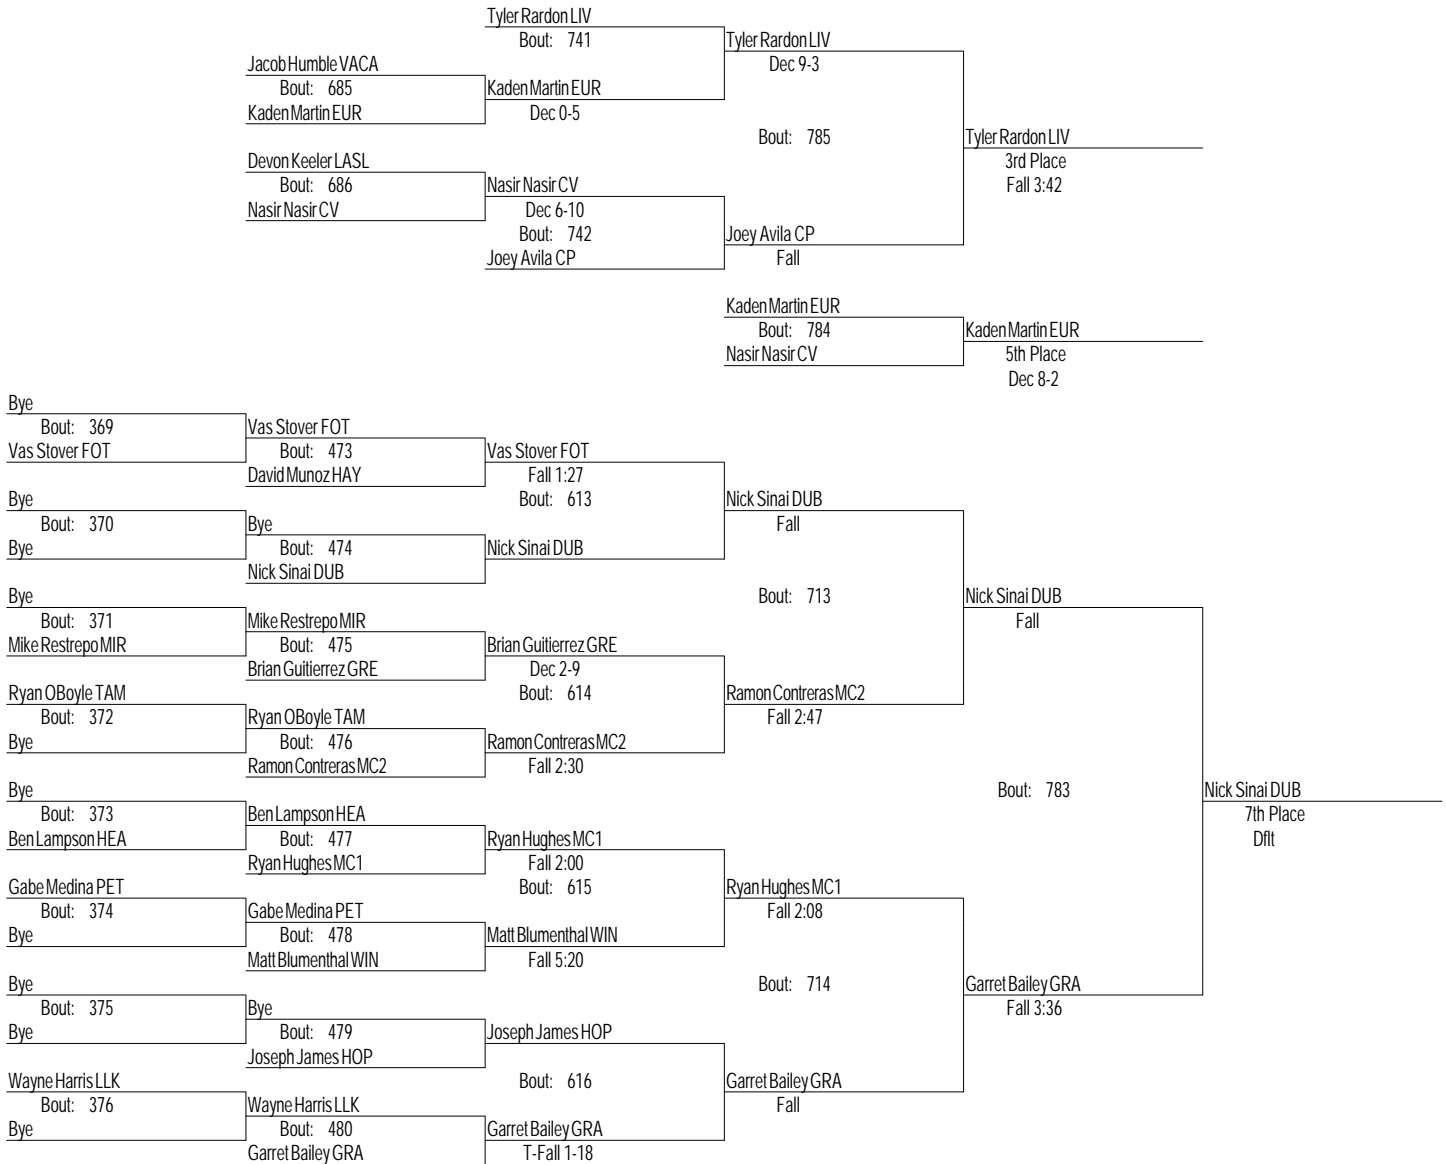 Tyler Rardon LIV
Bout: 741
Tyler Rardon LIV
Dec 9-3
Jacob Humble VACA
Bout: 685
Kaden Martin EUR
Kaden Martin EUR
Dec 0-5
Bout: 785
Tyler Rardon LIV
3rd Place
Fall 3:42
Devon Keeler LASL
Bout: 686
Nasir Nasir CV
Nasir Nasir CV
Dec 6-10
Bout: 742
Joey Avila CP
Joey Avila CP
Fall
Kaden Martin EUR
Bout: 784
Nasir Nasir CV
Kaden Martin EUR
5th Place
Dec 8-2
Bye
Bout: 369
Vas Stover FOT
Vas Stover FOT
Bout: 473
David Munoz HAY
Vas Stover FOT
Fall 1:27
Bout: 613
Nick Sinai DUB
Fall
Bye
Bout: 370
Bye
Bye
Bout: 474
Nick Sinai DUB
Nick Sinai DUB
Bout: 713
Nick Sinai DUB
Fall
Bye
Bout: 371
Mike Restrepo MIR
Mike Restrepo MIR
Bout: 475
Brian Guitierrez GRE
Brian Guitierrez GRE
Dec 2-9
Bout: 614
Ramon Contreras MC2
Fall 2:47
Ryan OBoyle TAM
Bout: 372
Bye
Ryan OBoyle TAM
Bout: 476
Ramon Contreras MC2
Ramon Contreras MC2
Fall 2:30
Bout: 783
Nick Sinai DUB
7th Place
Dflt
Bye
Bout: 373
Ben Lampson HEA
Ben Lampson HEA
Bout: 477
Ryan Hughes MC1
Ryan Hughes MC1
Fall 2:00
Bout: 615
Ryan Hughes MC1
Fall 2:08
Gabe Medina PET
Bout: 374
Bye
Gabe Medina PET
Bout: 478
Matt Blumenthal WIN
Matt Blumenthal WIN
Fall 5:20
Bout: 714
Garret Bailey GRA
Fall 3:36
Bye
Bout: 375
Bye
Bye
Bout: 479
Joseph James HOP
Joseph James HOP
Bout: 616
Garret Bailey GRA
Fall
Wayne Harris LLK
Bout: 376
Bye
Wayne Harris LLK
Bout: 480
Garret Bailey GRA
Garret Bailey GRA
T-Fall 1-18